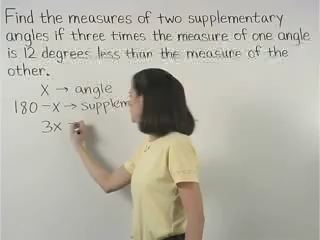 Find the measures of two supplementary
angles if three times the measure of one angle
is 12 degrees less than the measure of the
other.
x → angle
180 - x → supplem
3x